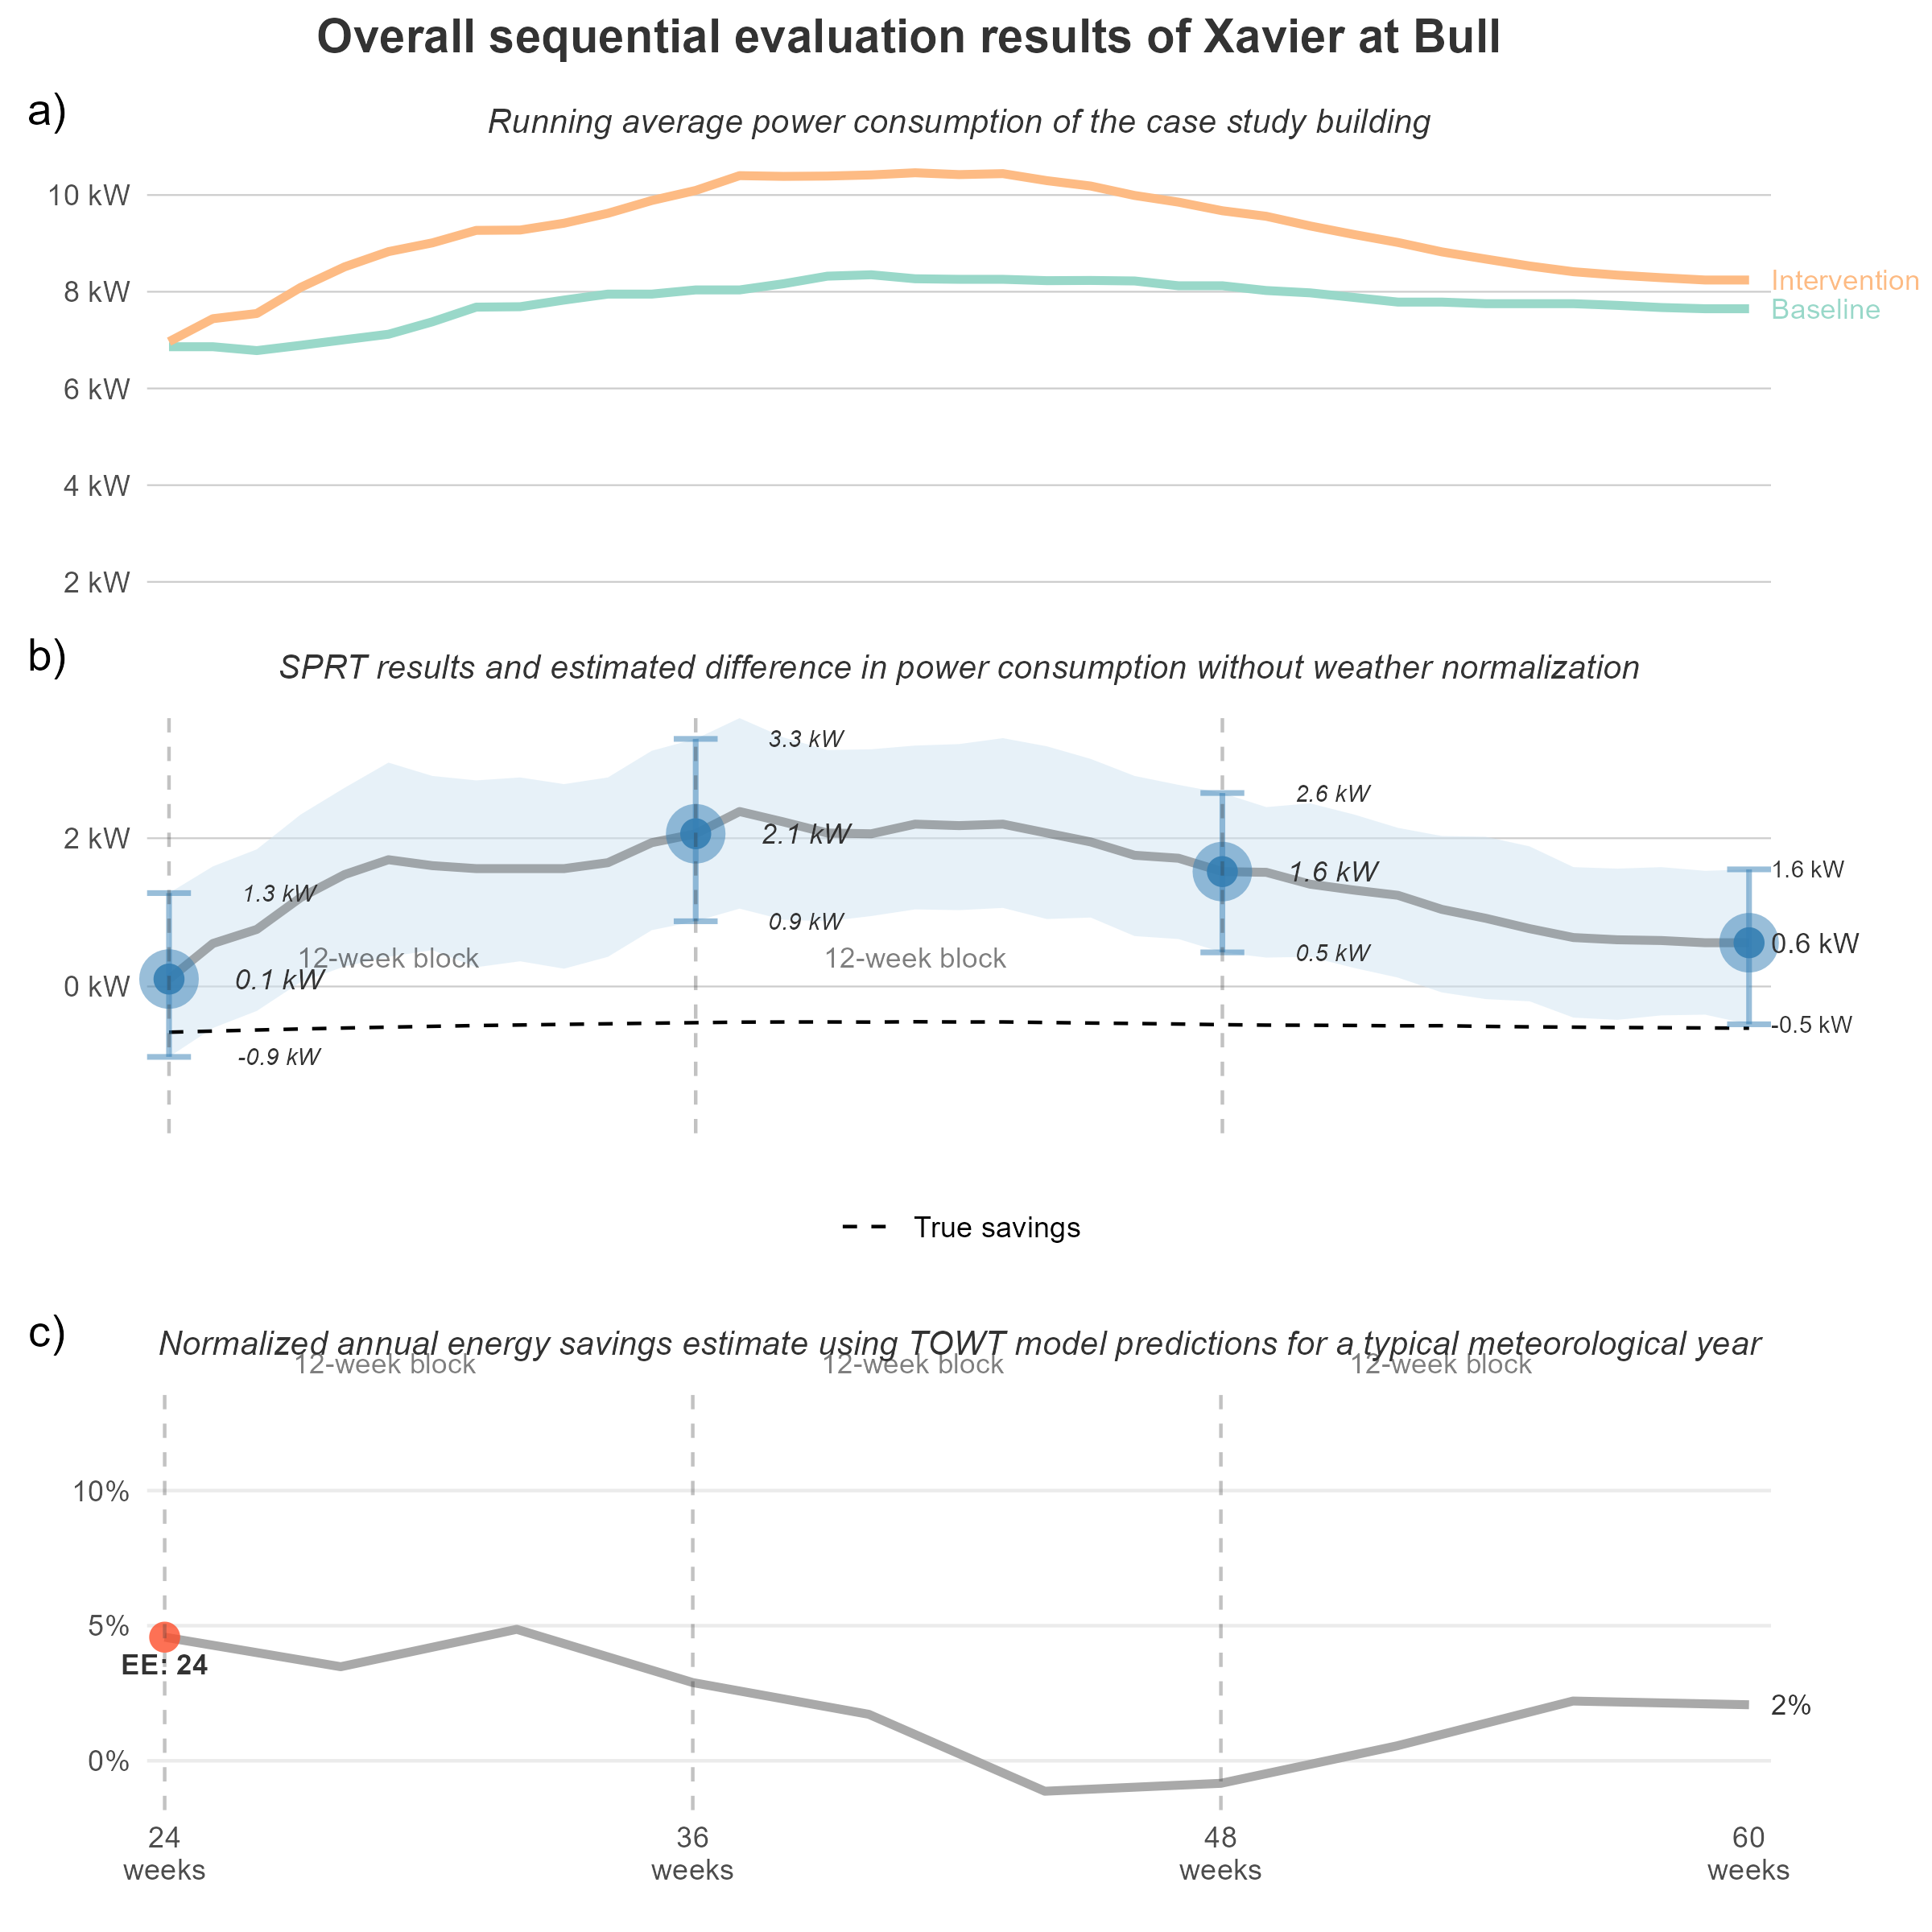 Overall sequential evaluation results of Xavier at Bull
a)
Running average power consumption of the case study building
10 kW
8 kW
6 kW
4 kW
2 kW
Intervention
Baseline
b)
SPRT results and estimated difference in power consumption without weather normalization
2 kW
0 kW
1.3 kW
0.1 kW
-0.9 kW
12-week block
3.3 kW
2.1 kW
0.9 kW
12-week block
2.6 kW
1.6 kW
0.5 kW
1.6 kW
0.6 kW
-0.5 kW
True savings
c)
Normalized annual energy savings estimate using TOWT model predictions for a typical meteorological year
12-week block
12-week block
12-week block
10%
5%
0%
EE: 24
2%
24
weeks
36
weeks
48
weeks
60
weeks